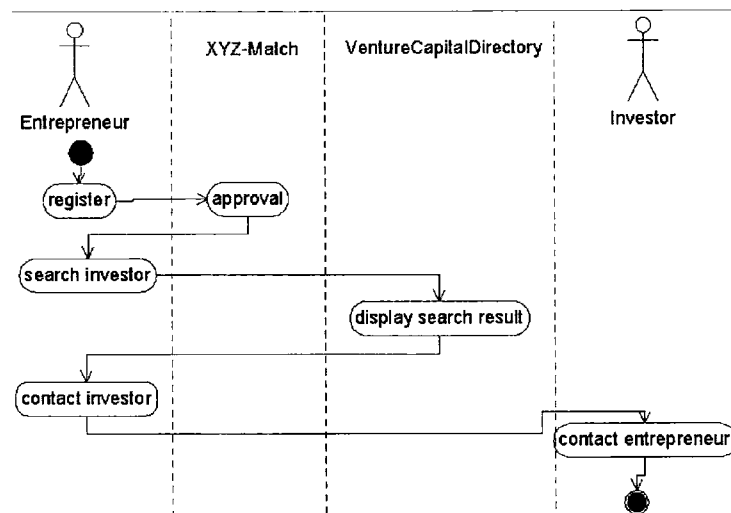 XYZ-Match
VentureCapitalDirectory
Entrepreneur
Investor
register
approval
search investor
display search result
contact investor
contact entrepreneur